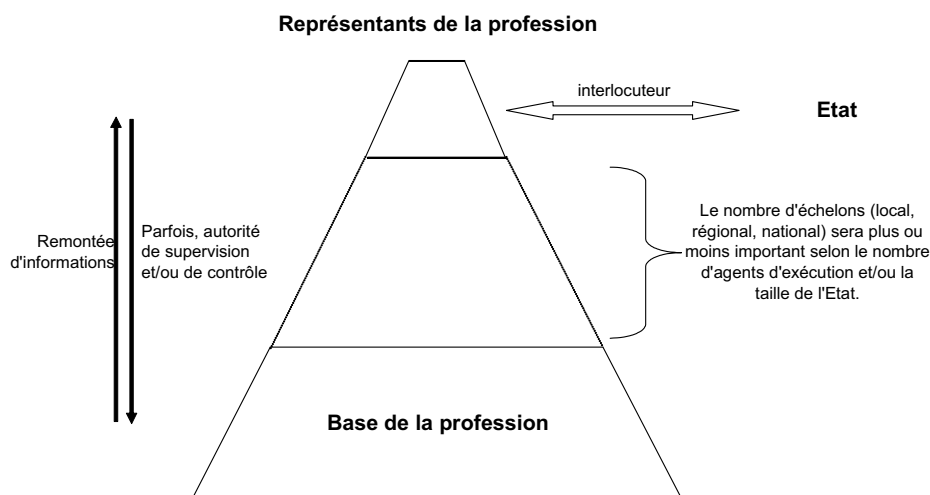 Représentants de la profession
interlocuteur
Etat
Remontée
d'informations
Parfois, autorité
de supervision
et/ou de contrôle
Le nombre d'échelons (local,
régional, national) sera plus ou
moins important selon le nombre
d'agents d'exécution et/ou la
taille de l'Etat.
Base de la profession